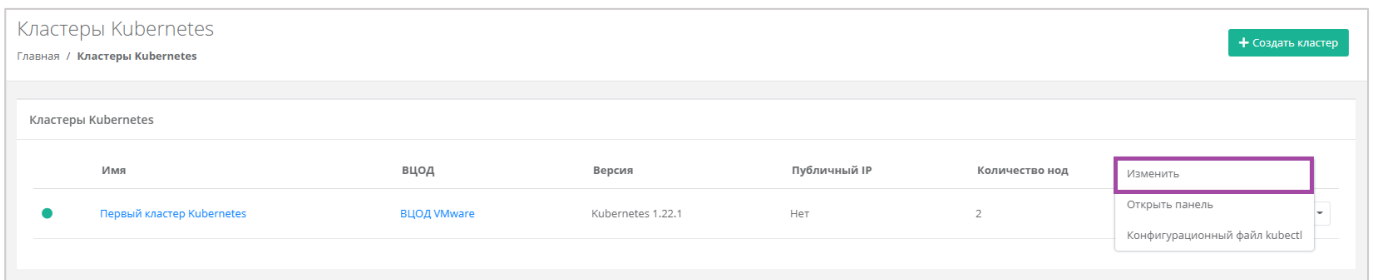 Кластеры Kubernetes
Главная / Кластеры Kubernetes
+ Создать кластер
Кластеры Kubernetes
Имя ВЦОД Версия Публичный IP Количество нод
Изменить
Первый кластер Kubernetes ВЦОД VMware Kubernetes 1.22.1 Нет 2
Открыть панель
Конфигурационный файл kubectl